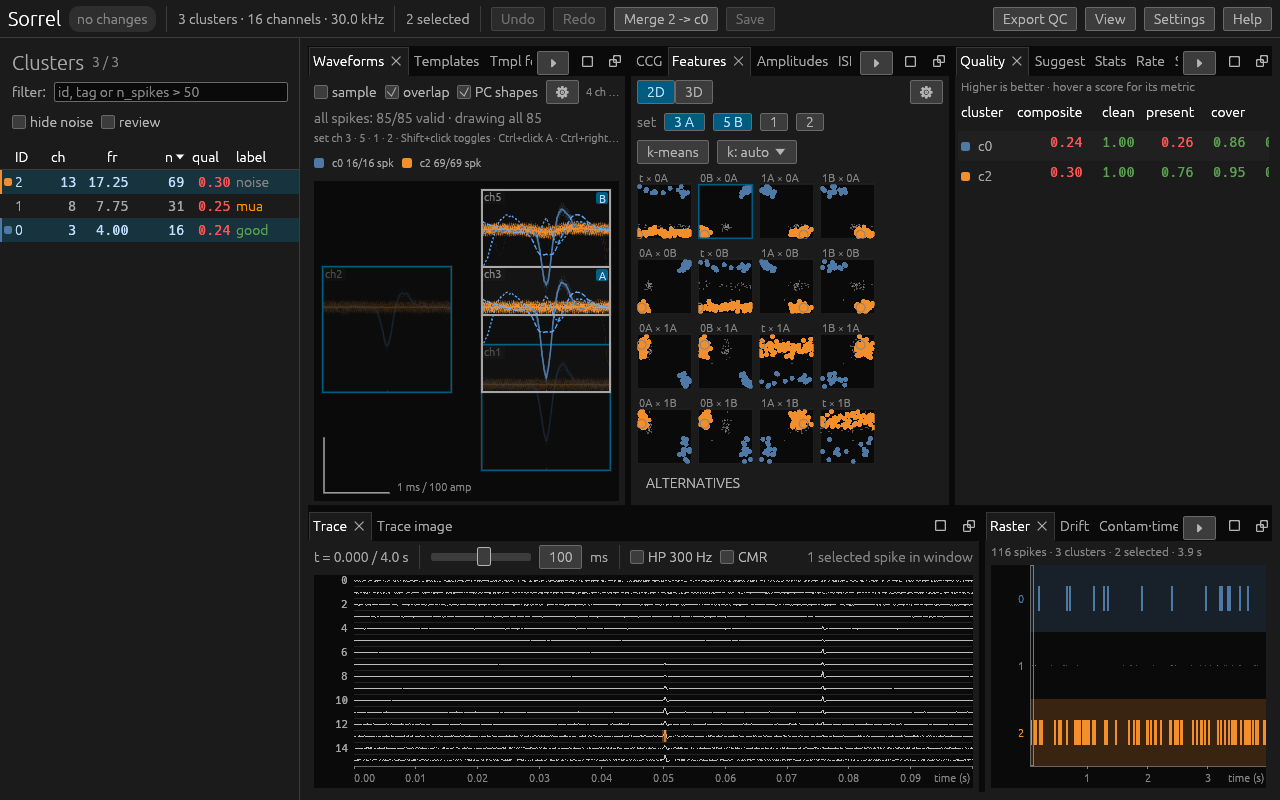 Sorrel no changes 3 clusters · 16 channels · 30.0 kHz 2 selected Undo Redo Merge 2 -> c0 Save Export QC View Settings Help
Clusters 3 / 3
filter: id, tag or n_spikes > 50
hide noise review
ID ch fr n qual label
2 13 17.25 69 0.30 noise
1 8 7.75 31 0.25 mua
0 3 4.00 16 0.24 good
Waveforms Templates Tmpl
sample overlap PC shapes 4 ch ...
all spikes: 85/85 valid · drawing all 85
set ch 3 · 5 · 1 · 2 · Shift+click toggles · Ctrl+click A · Ctrl+right...
c0 16/16 spk c2 69/69 spk
ch5 B
ch2 ch3 A
ch1
1 ms / 100 amp
CCG Features Amplitudes ISI
2D 3D
set 3 A 5 B 1 2
k-means k: auto
t × 0A 0B × 0A 1A × 0A 1B × 0A
0A × 0B t × 0B 1A × 0B 1B × 0B
0A × 1A 0B × 1A t × 1A 1B × 1A
0A × 1B 0B × 1B 1A × 1B t × 1B
ALTERNATIVES
Quality Suggest Stats Rate
Higher is better · hover a score for its metric
cluster composite clean present cover
c0 0.24 1.00 0.26 0.86
c2 0.30 1.00 0.76 0.95
Trace Trace image
t = 0.000 / 4.0 s 100 ms HP 300 Hz CMR 1 selected spike in window
0
2
4
6
8
10
12
14
0.00 0.01 0.02 0.03 0.04 0.05 0.06 0.07 0.08 0.09 time (s)
Raster Drift Contam-time
116 spikes · 3 clusters · 2 selected · 3.9 s
0
1
2
1 2 3 time (s)